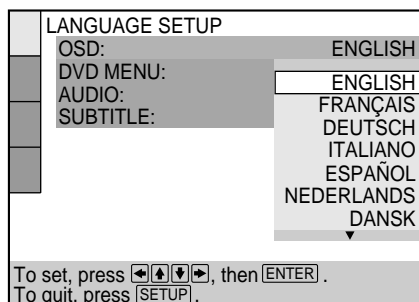 LANGUAGE SETUP
OSD: ENGLISH
DVD MENU:
AUDIO:
SUBTITLE:
ENGLISH
FRANÇAIS
DEUTSCH
ITALIANO
ESPAÑOL
NEDERLANDS
DANSK
To set, press , then ENTER .
To quit, press SETUP .